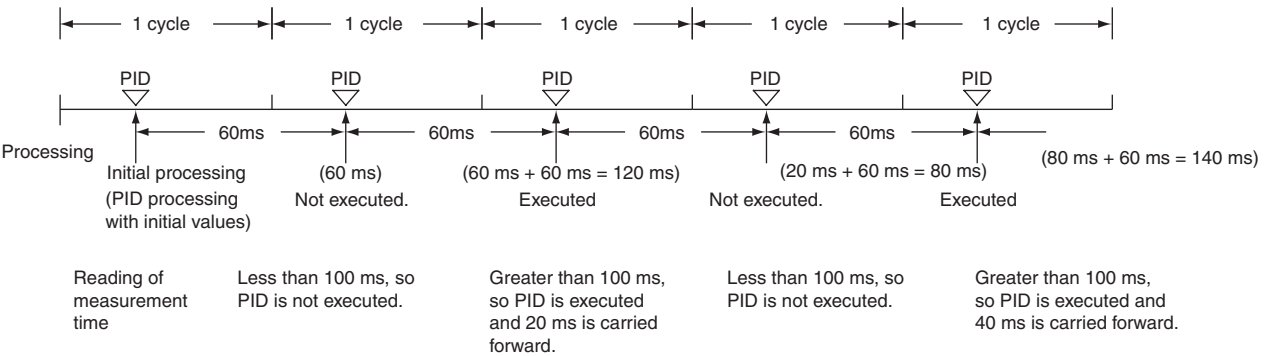 1 cycle 1 cycle 1 cycle 1 cycle 1 cycle
PID PID PID PID PID
60ms 60ms 60ms 60ms
Processing
Initial processing
(PID processing
with initial values)
(60 ms)
Not executed.
(60 ms + 60 ms = 120 ms)
Executed
(20 ms + 60 ms = 80 ms)
Not executed.
(80 ms + 60 ms = 140 ms)
Executed
Reading of
measurement
time
Less than 100 ms, so
PID is not executed.
Greater than 100 ms,
so PID is executed
and 20 ms is carried
forward.
Less than 100 ms, so
PID is not executed.
Greater than 100 ms,
so PID is executed and
40 ms is carried forward.